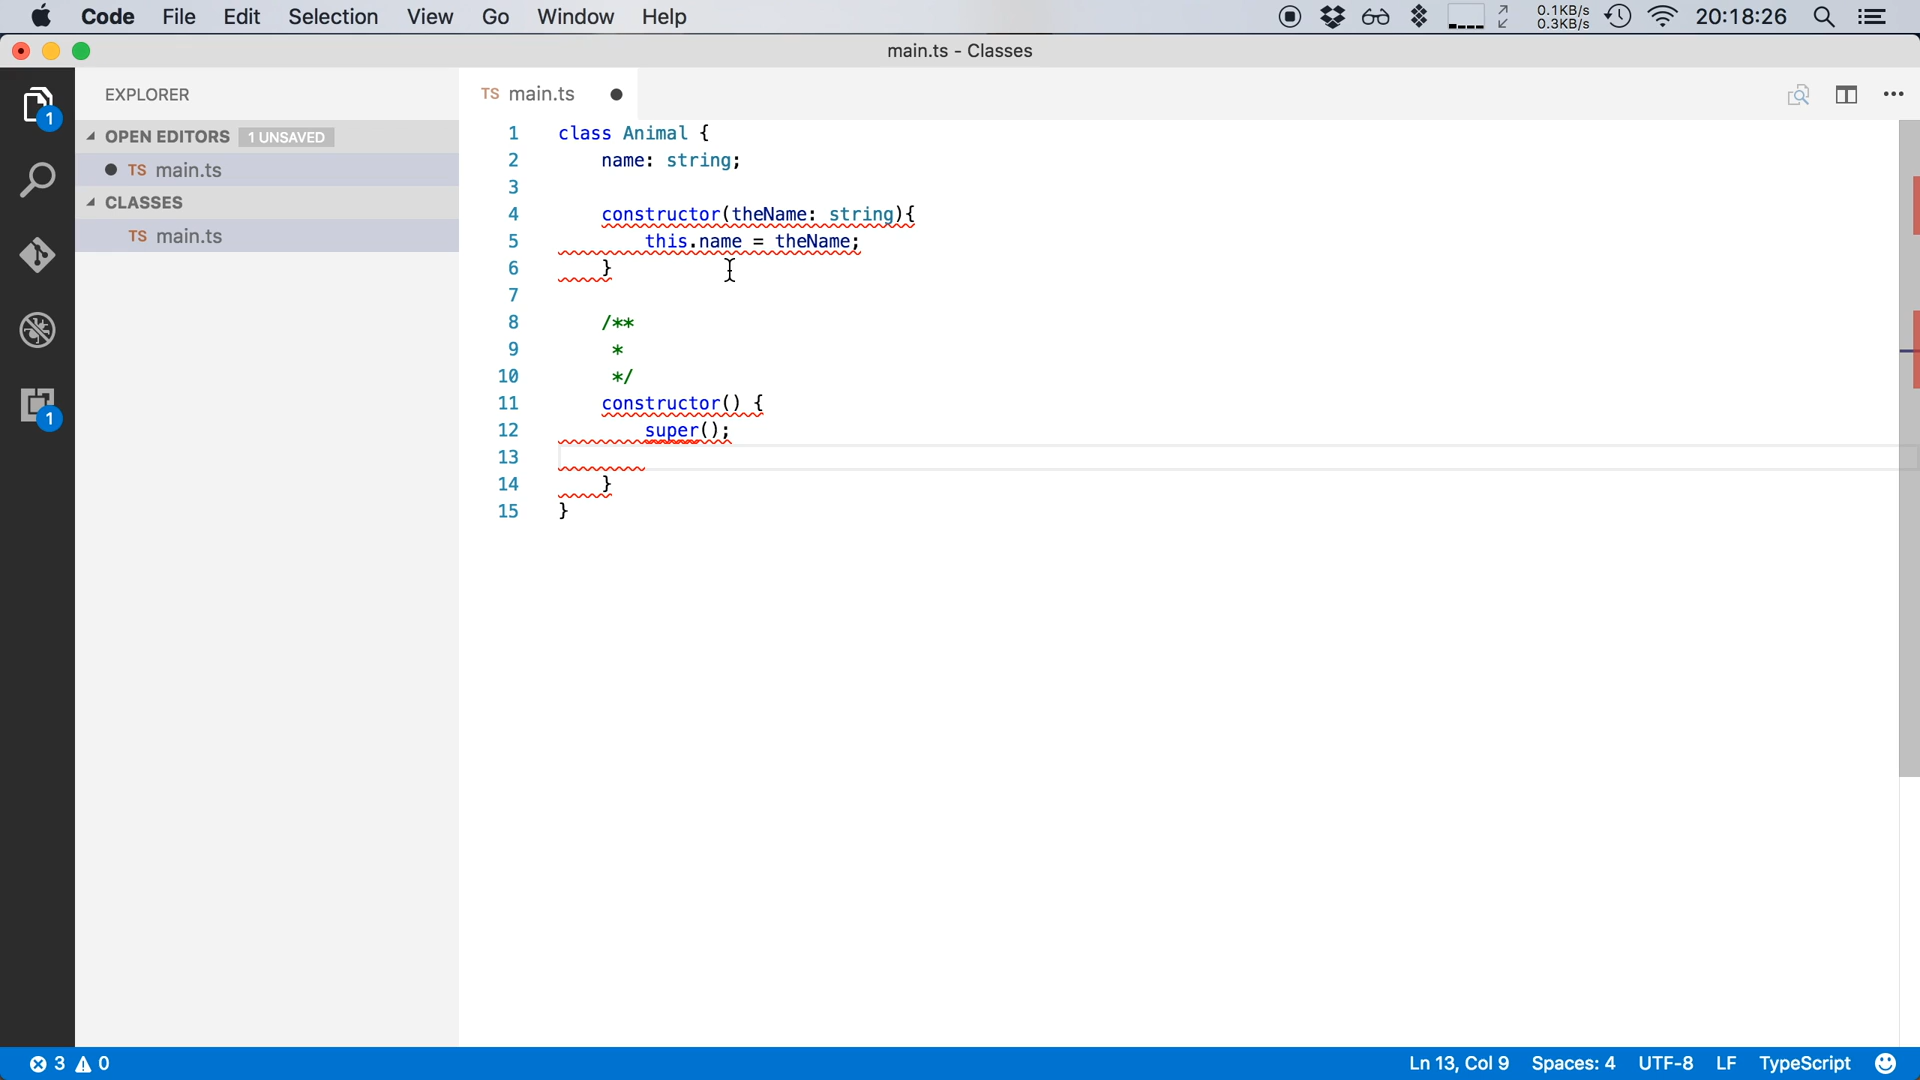 Code File Edit Selection View Go Window Help 0.1KB/s 0.3KB/s 20:18:26
main.ts - Classes
EXPLORER
1
OPEN EDITORS 1 UNSAVED
TS main.ts
CLASSES
TS main.ts
1
TS main.ts
1 class Animal {
2 name: string;
3
4 constructor(theName: string){
5 this.name = theName;
6 }
7
8 /**
9 *
10 */
11 constructor() {
12 super();
13
14 }
15 }
3 0 Ln 13, Col 9 Spaces: 4 UTF-8 LF TypeScript